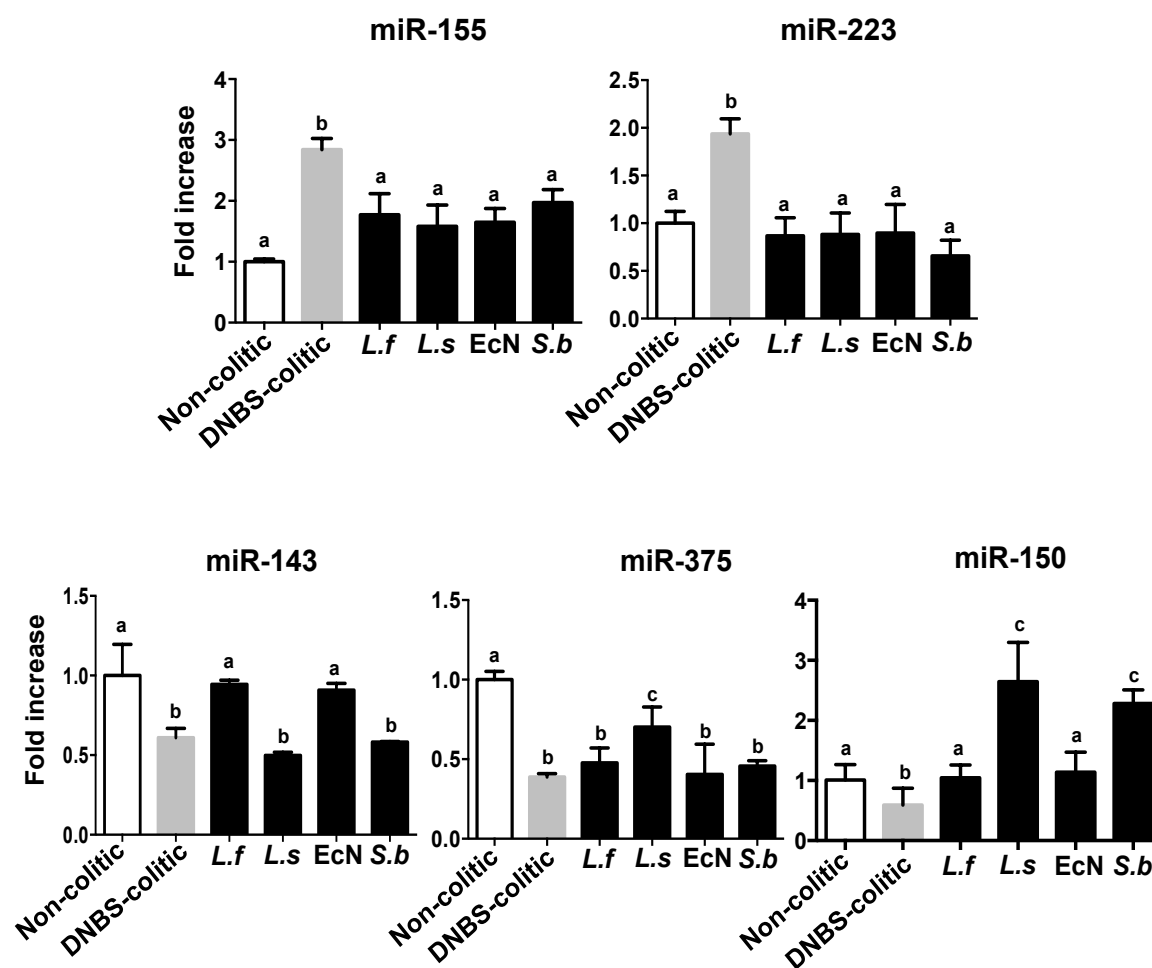 miR-155
miR-223
Fold increase
4
3
2
1
0
a
b
a
a
a
a
Non-colitic
DNBS-colitic
L.f
L.s
EcN
S.b
2.5
2.0
1.5
1.0
0.5
0.0
a
b
a
a
a
a
Non-colitic
DNBS-colitic
L.f
L.s
EcN
S.b
miR-143
miR-375
miR-150
Fold increase
1.5
1.0
0.5
0.0
a
b
a
b
a
b
Non-colitic
DNBS-colitic
L.f
L.s
EcN
S.b
1.5
1.0
0.5
0.0
a
b
b
c
b
b
Non-colitic
DNBS-colitic
L.f
L.s
EcN
S.b
4
3
2
1
0
a
b
a
c
a
c
Non-colitic
DNBS-colitic
L.f
L.s
EcN
S.b